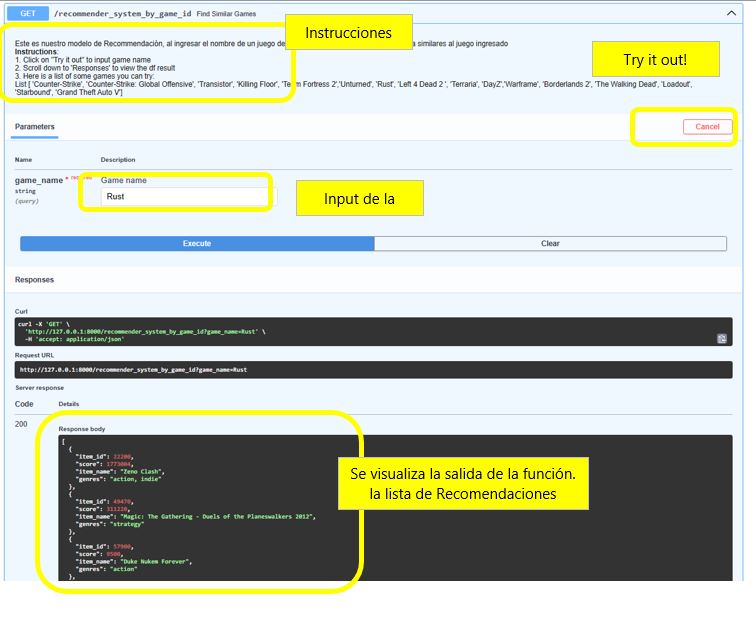 GET /recommender_system_by_game_id Find Similar Games
Instrucciones
Este es nuestro modelo de Recommendación, al ingresar el nombre de un juego de similares al juego ingresado
Instructions:
1. Click on "Try it out" to input game name
2. Scroll down to 'Responses' to view the df result
3. Here is a list of some games you can try:
List [ 'Counter-Strike', 'Counter-Strike: Global Offensive', 'Transistor', 'Killing Floor', 'Team Fortress 2','Unturned', 'Rust', 'Left 4 Dead 2 ', 'Terraria', 'DayZ','Warframe', 'Borderlands 2', 'The Walking Dead', 'Loadout',
'Starbound', 'Grand Theft Auto V']
Try it out!
Parameters
Cancel
Name Description
game_name * required
string
(query)
Game name
Rust
Input de la
Execute Clear
Responses
Curl
curl -X 'GET' \
'http://127.0.0.1:8000/recommender_system_by_game_id?game_name=Rust' \
-H 'accept: application/json'
Request URL
http://127.0.0.1:8000/recommender_system_by_game_id?game_name=Rust
Server response
Code Details
200
Response body
[
{
"item_id": 22200,
"score": 1773084,
"item_name": "Zeno Clash",
"genres": "action, indie"
},
{
"item_id": 49470,
"score": 311220,
"item_name": "Magic: The Gathering - Duels of the Planeswalkers 2012",
"genres": "strategy"
},
{
"item_id": 57900,
"score": 9500,
"item_name": "Duke Nukem Forever",
"genres": "action"
},
Se visualiza la salida de la función.
la lista de Recomendaciones